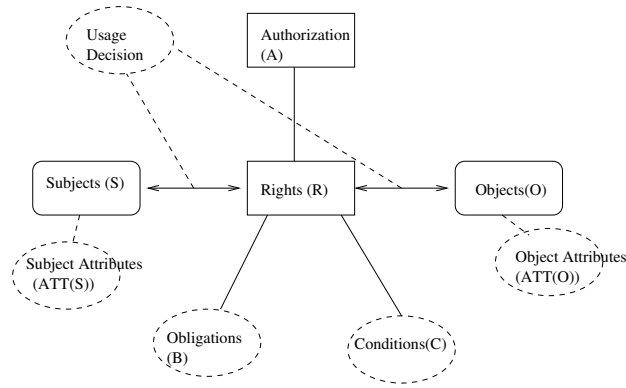 Usage
Decision
Authorization
(A)
Subjects (S)
Rights (R)
Objects(O)
Subject Attributes
(ATT(S))
Object Attributes
(ATT(O))
Obligations
(B)
Conditions(C)